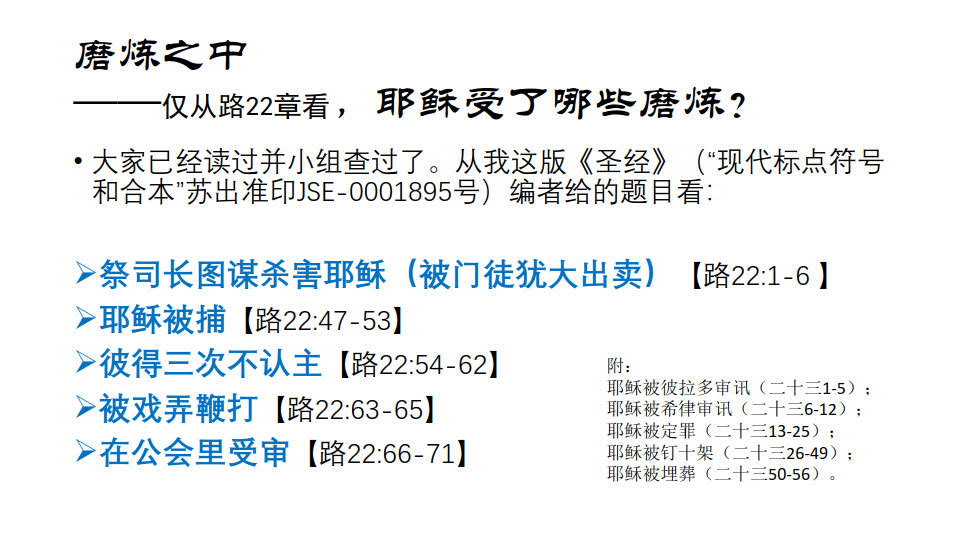 磨炼之中
——仅从路22章看，耶稣受了哪些磨炼？
• 大家已经读过并小组查过了。从我这版《圣经》（“现代标点符号
和合本”苏出准印JSE-0001895号）编者给的题目看：
➢祭司长图谋杀害耶稣（被门徒犹大出卖）【路22:1-6 】
➢耶稣被捕【路22:47-53】
➢彼得三次不认主【路22:54-62】
➢被戏弄鞭打【路22:63-65】
➢在公会里受审【路22:66-71】
附：
耶稣被彼拉多审讯（二十三1-5）；
耶稣被希律审讯（二十三6-12）；
耶稣被定罪（二十三13-25）；
耶稣被钉十架（二十三26-49）；
耶稣被埋葬（二十三50-56）。